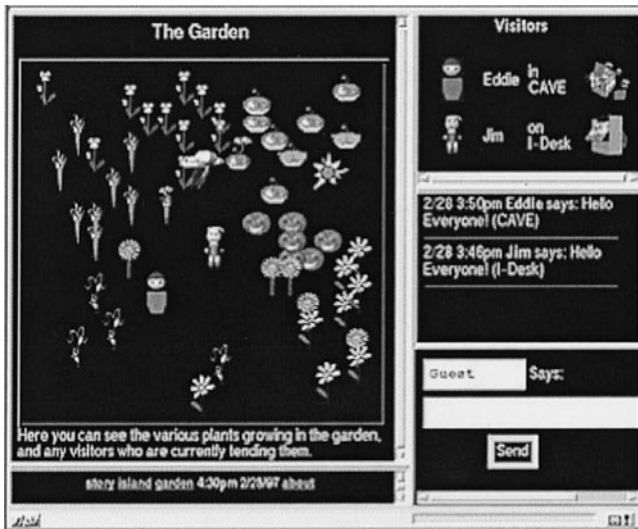 The Garden
Here you can see the various plants growing in the garden,
and any visitors who are currently tending them.
story island garden 4:30pm 2/28/97 about
Visitors
Eddie in
CAVE
Jim on
I-Desk
2/28 3:50pm Eddie says: Hello
Everyone! (CAVE)
2/28 3:46pm Jim says: Hello
Everyone! (I-Desk)
Guest Says:
Send